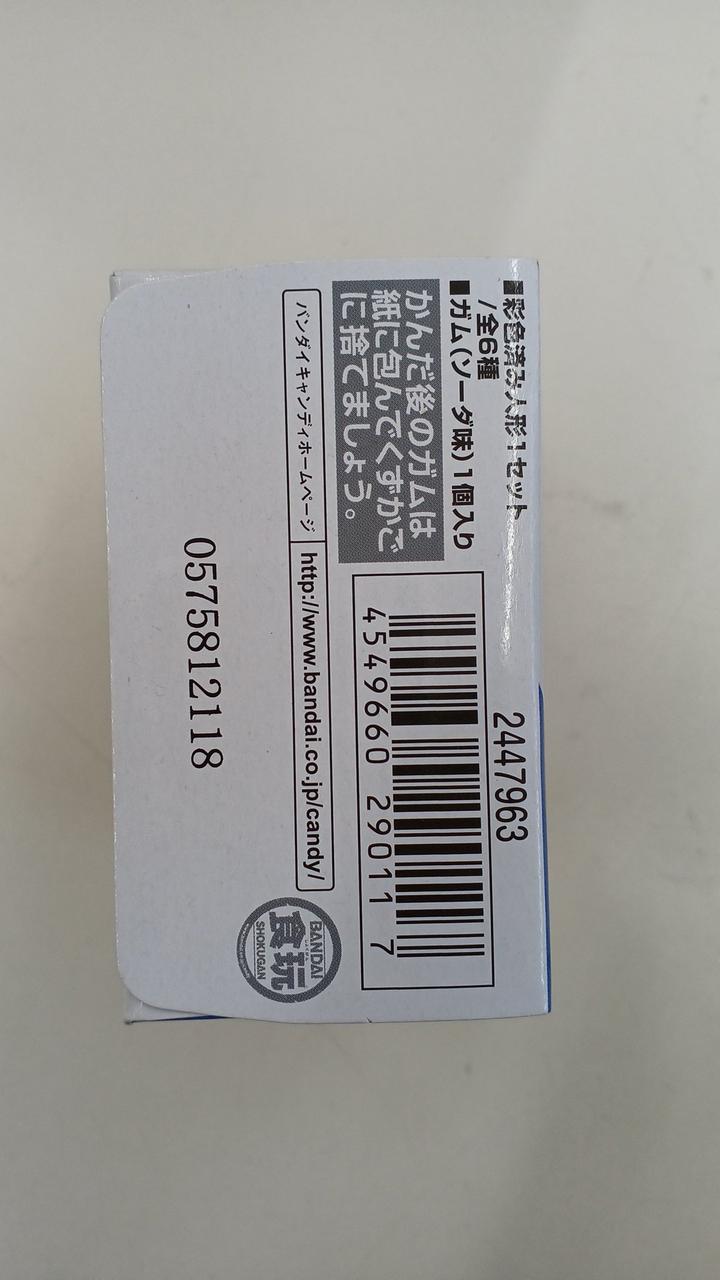 ■彩色済み人形1セット
/全6種
■ガム(ソーダ味)1個入り
かんだ後のガムは
紙に包んでくずかご
に捨てましょう。
バンダイキャンディホームページ http://www.bandai.co.jp/candy/
2447963
4549660 29011 7
0575812118
BANDAI
食玩
SHOKUGAN